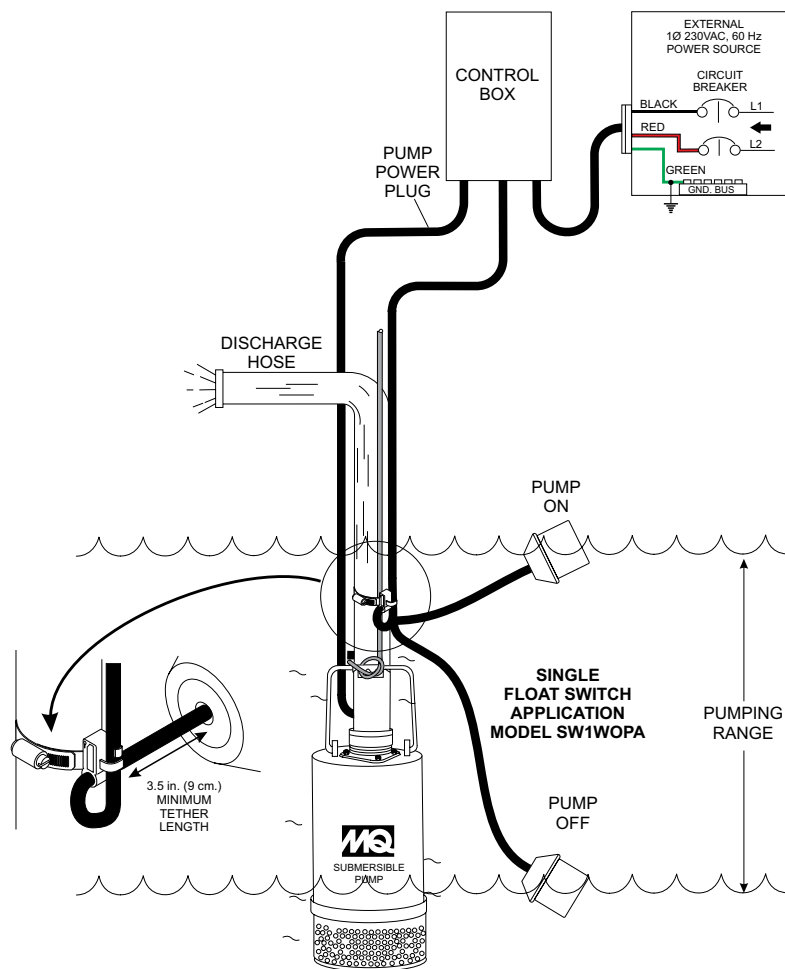 EXTERNAL
1Ø 230VAC, 60 Hz
POWER SOURCE
CIRCUIT
BREAKER
BLACK
L1
RED
L2
GREEN
GND. BUS
CONTROL
BOX
PUMP
POWER
PLUG
DISCHARGE
HOSE
PUMP
ON
SINGLE
FLOAT SWITCH
APPLICATION
MODEL SW1WOPA
PUMPING
RANGE
3.5 in. (9 cm.)
MINIMUM
TETHER
LENGTH
PUMP
OFF
MQ
SUBMERSIBLE
PUMP